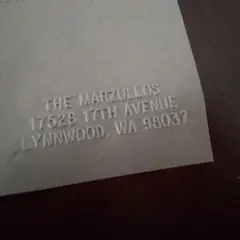 THE MARZULLOS
17526 17TH AVENUE
LYNNWOOD, WA 98037